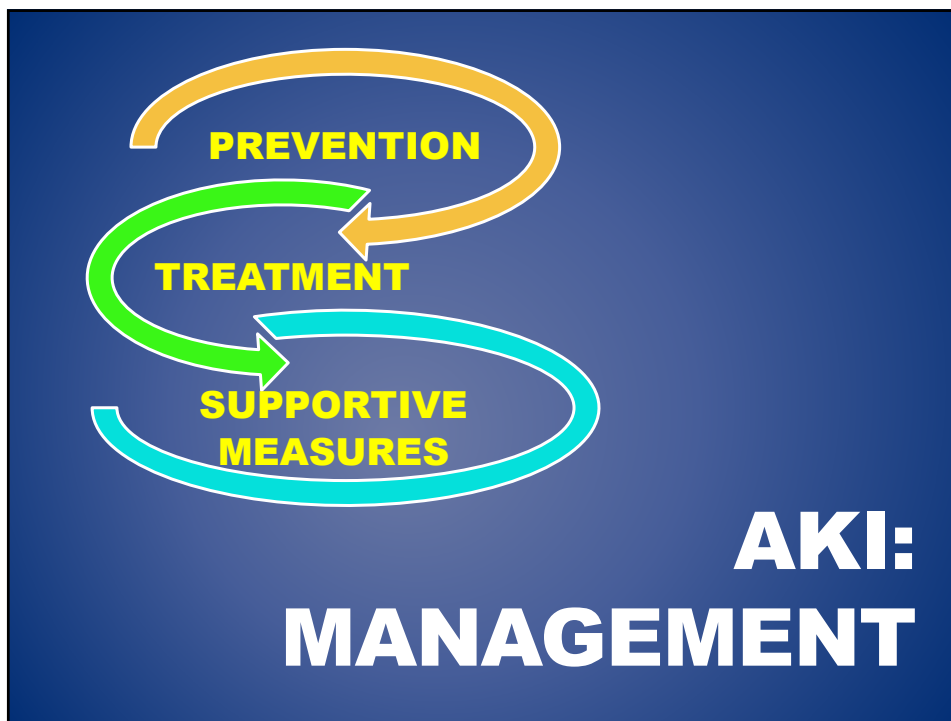 PREVENTION
TREATMENT
SUPPORTIVE
MEASURES
AKI:
MANAGEMENT